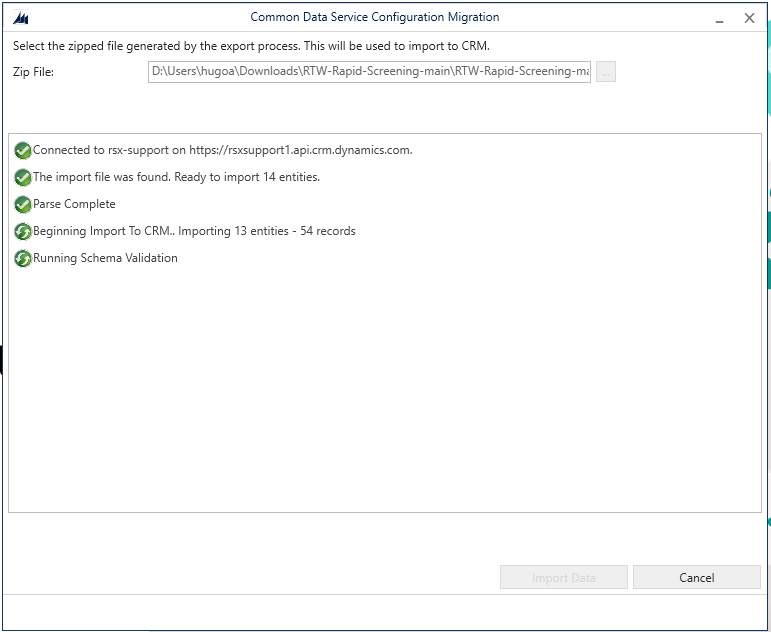 Common Data Service Configuration Migration
Select the zipped file generated by the export process. This will be used to import to CRM.
Zip File:
D:\Users\hugoa\Downloads\RTW-Rapid-Screening-main\RTW-Rapid-Screening-ma
...
Connected to rsx-support on https://rsxsupport1.api.crm.dynamics.com.
The import file was found. Ready to import 14 entities.
Parse Complete
Beginning Import To CRM.. Importing 13 entities - 54 records
Running Schema Validation
Import Data
Cancel